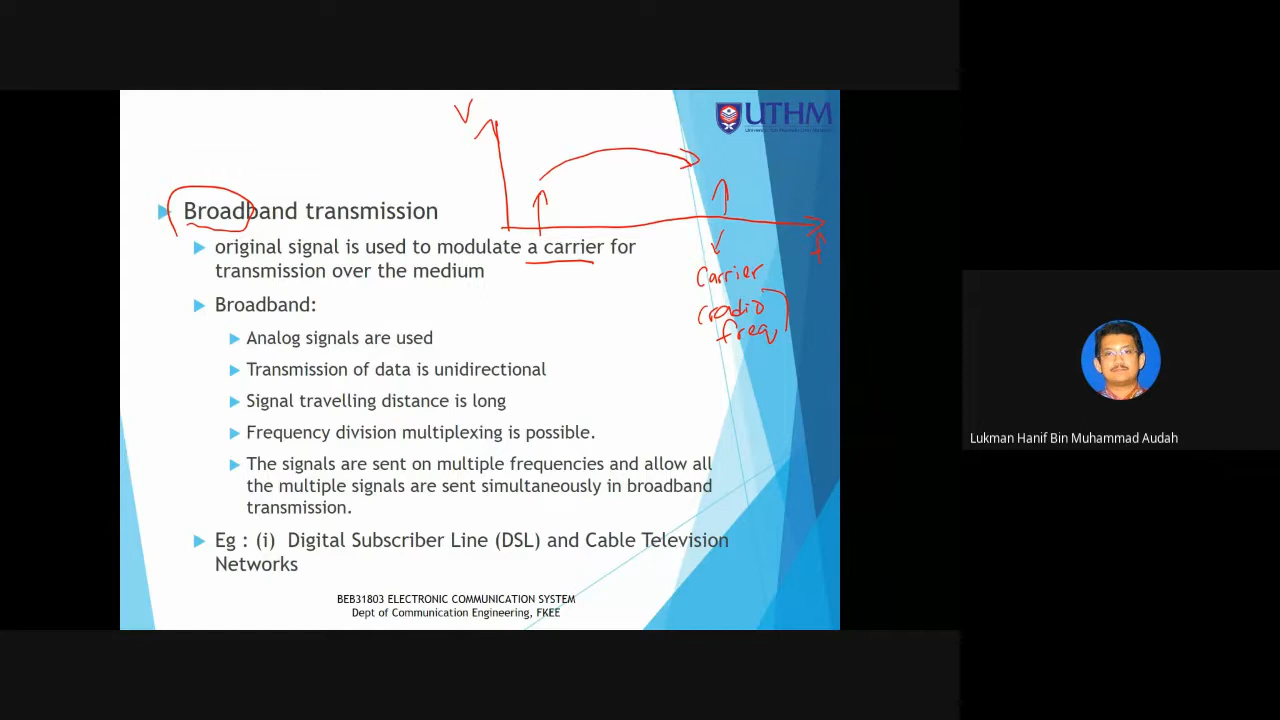 UTHM
V
Broadband transmission
original signal is used to modulate a carrier for
transmission over the medium
f
Carrier
(radio
freq)
Broadband:
Analog signals are used
Transmission of data is unidirectional
Signal travelling distance is long
Frequency division multiplexing is possible.
The signals are sent on multiple frequencies and allow all
the multiple signals are sent simultaneously in broadband
transmission.
Eg : (i) Digital Subscriber Line (DSL) and Cable Television
Networks
BEB31803 ELECTRONIC COMMUNICATION SYSTEM
Dept of Communication Engineering, FKEE
Lukman Hanif Bin Muhammad Audah